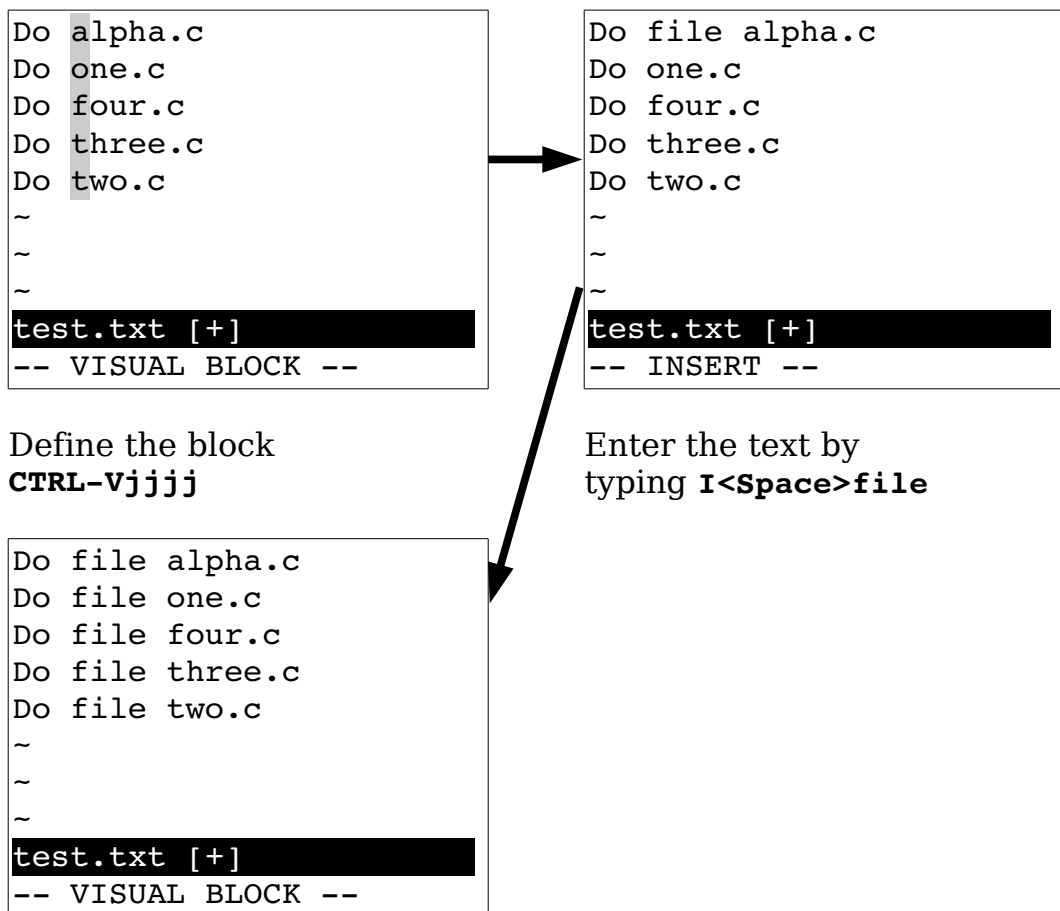 Do alpha.c
Do one.c
Do four.c
Do three.c
Do two.c
~
~
~
test.txt [+]
-- VISUAL BLOCK --
Define the block
CTRL-Vjjjj
Do file alpha.c
Do one.c
Do four.c
Do three.c
Do two.c
~
~
~
test.txt [+]
-- INSERT --
Enter the text by
typing I<Space>file
Do file alpha.c
Do file one.c
Do file four.c
Do file three.c
Do file two.c
~
~
~
test.txt [+]
-- VISUAL BLOCK --